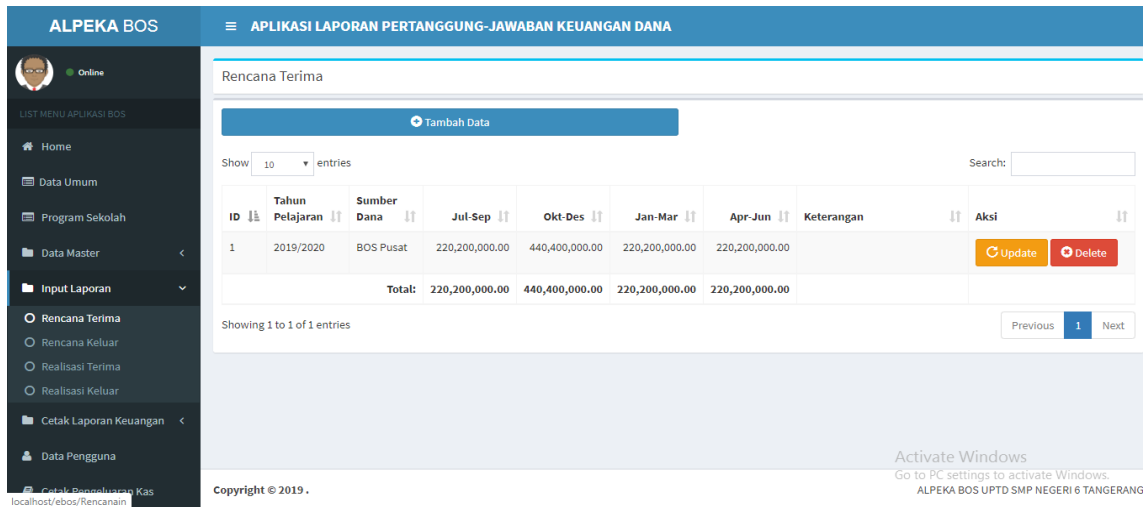 ALPEKA BOS
APLIKASI LAPORAN PERTANGGUNG-JAWABAN KEUANGAN DANA
Online
LIST MENU APLIKASI BOS
Home
Data Umum
Program Sekolah
Data Master
Input Laporan
Rencana Terima
Rencana Keluar
Realisasi Terima
Realisasi Keluar
Cetak Laporan Keuangan
Data Pengguna
Cetak Pengeluaran Kas
localhost/ebos/Rencanain
Rencana Terima
Tambah Data
Show 10 entries
Search:
ID Tahun Pelajaran Sumber Dana Jul-Sep Okt-Des Jan-Mar Apr-Jun Keterangan Aksi
1 2019/2020 BOS Pusat 220,200,000.00 440,400,000.00 220,200,000.00 220,200,000.00 Update Delete
Total: 220,200,000.00 440,400,000.00 220,200,000.00 220,200,000.00
Showing 1 to 1 of 1 entries
Previous 1 Next
Activate Windows
Go to PC settings to activate Windows.
Copyright © 2019 .
ALPEKA BOS UPTD SMP NEGERI 6 TANGERANG